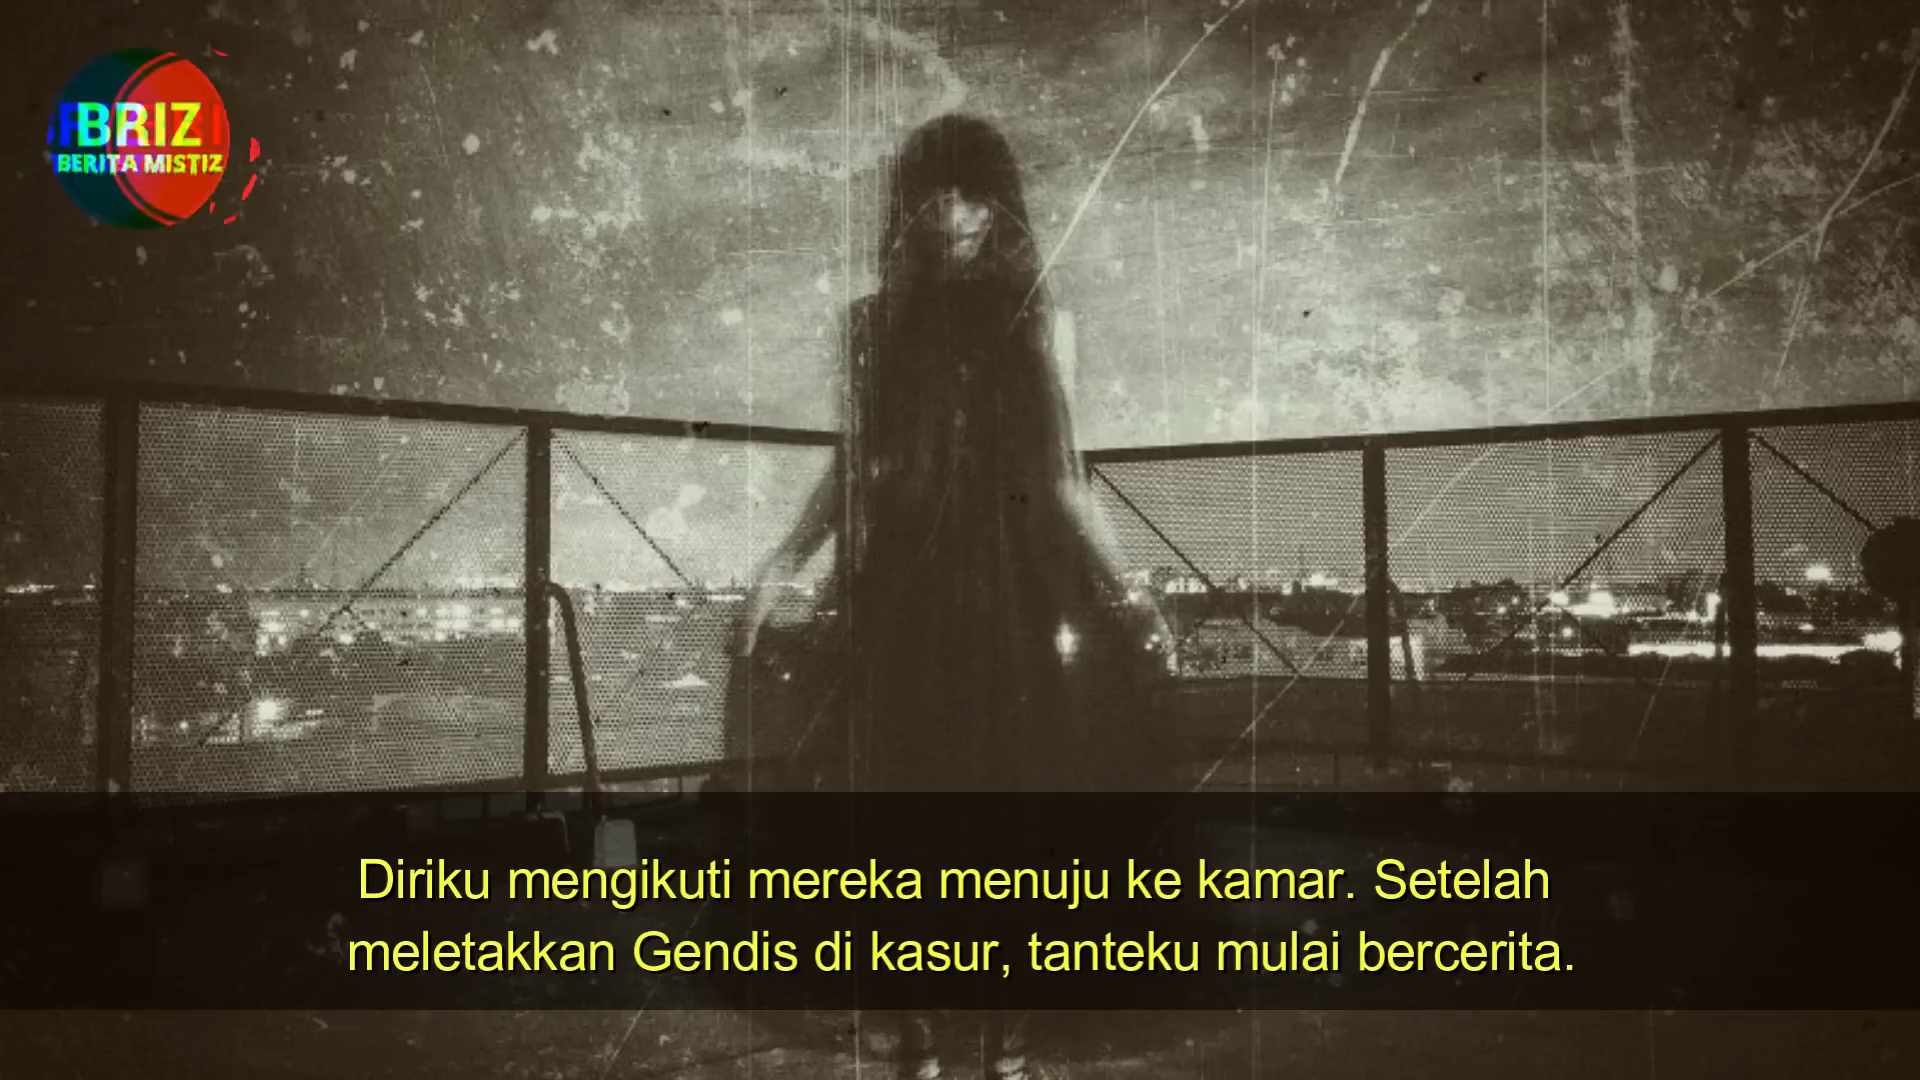 BRIZ
BERITA MISTIZ
Diriku mengikuti mereka menuju ke kamar. Setelah
meletakkan Gendis di kasur, tanteku mulai bercerita.